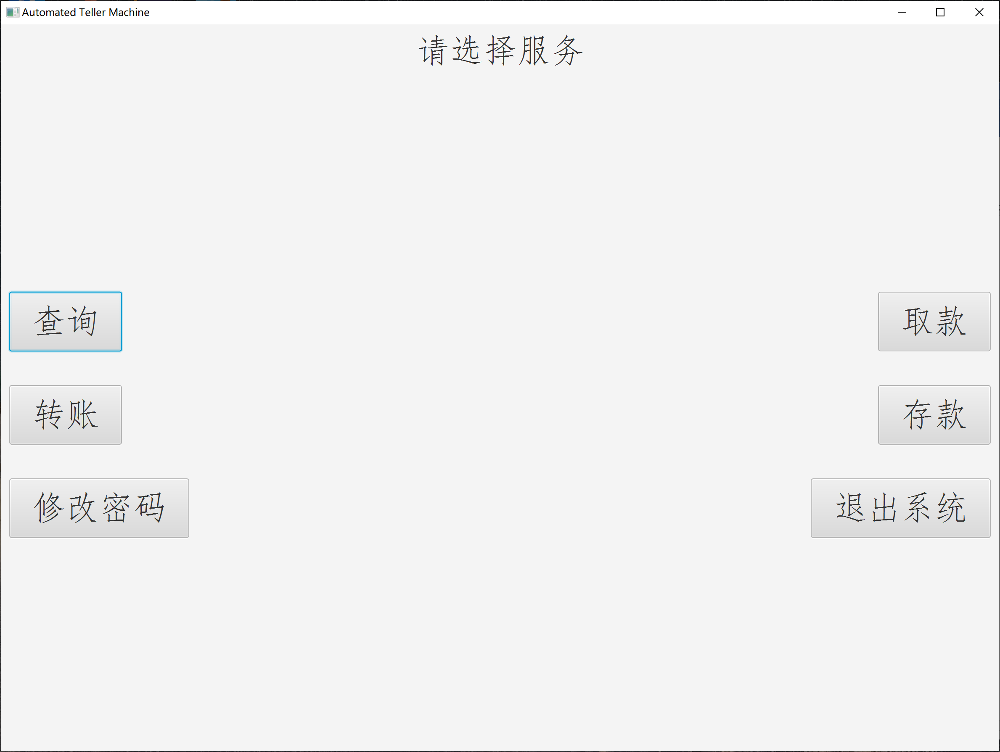 Automated Teller Machine
请选择服务
查询
取款
转账
存款
修改密码
退出系统